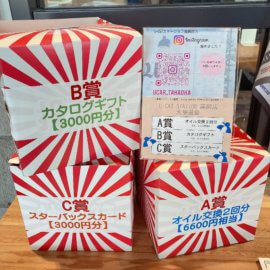 B賞
カタログギフト
【3000円分】
Instagram
UCAR_TAKAOKA
A賞 オイル交換2回分
B賞 カタログギフト
C賞 スターバックスカード
C賞
スターバックスカード
【3000円分】
A賞
オイル交換2回分
【6600円相当】